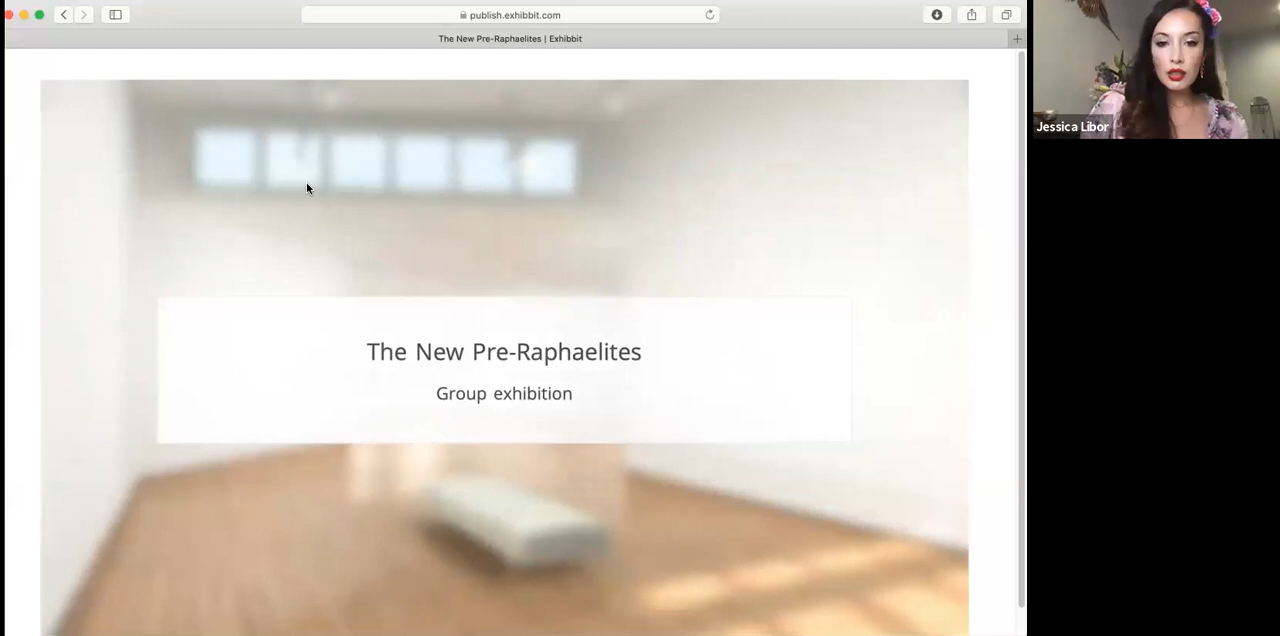 publish.exhibbit.com
The New Pre-Raphaelites | Exhibbit
Jessica Libor
The New Pre-Raphaelites
Group exhibition